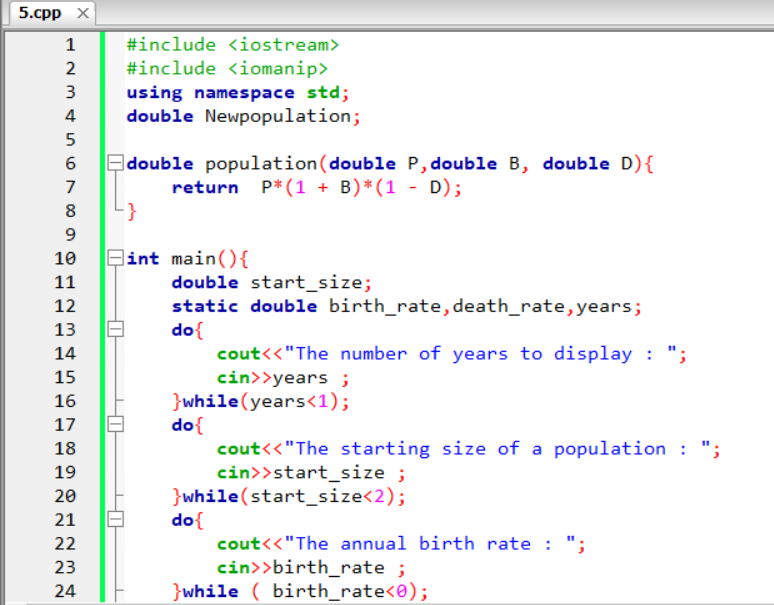 5.cpp ×
1 #include <iostream>
2 #include <iomanip>
3 using namespace std;
4 double Newpopulation;
5
6 double population(double P,double B, double D){
7     return  P*(1 + B)*(1 - D);
8 }
9
10 int main(){
11     double start_size;
12     static double birth_rate,death_rate,years;
13     do{
14         cout<<"The number of years to display : ";
15         cin>>years ;
16     }while(years<1);
17     do{
18         cout<<"The starting size of a population : ";
19         cin>>start_size ;
20     }while(start_size<2);
21     do{
22         cout<<"The annual birth rate : ";
23         cin>>birth_rate ;
24     }while ( birth_rate<0);